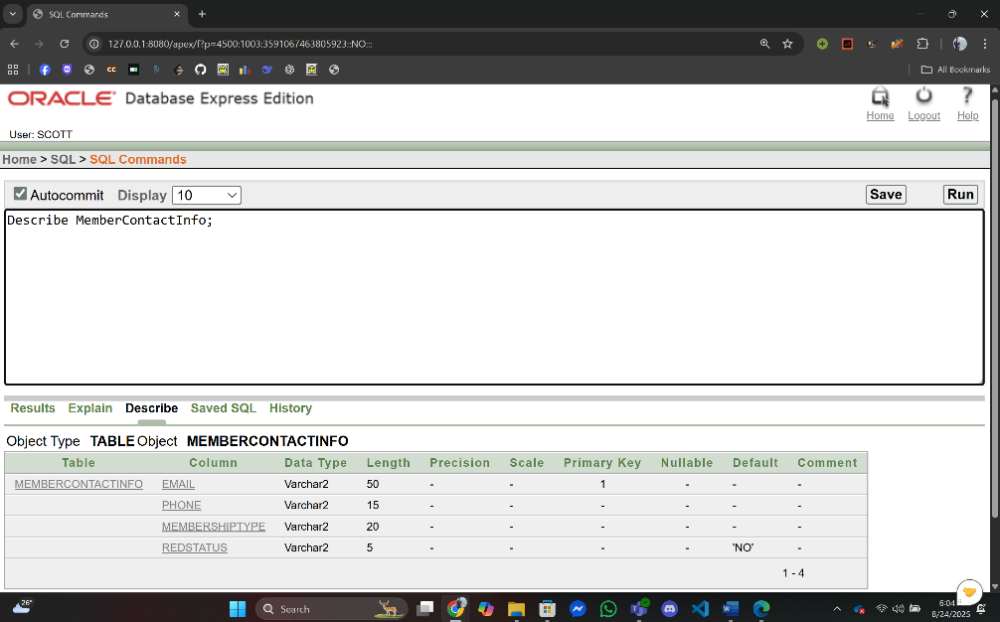 SQL Commands
127.0.0.1:8080/apex/f?p=4500:1003:3591067463805923::NO:::
All Bookmarks
ORACLE Database Express Edition
Home Logout Help
User: SCOTT
Home > SQL > SQL Commands
Autocommit Display 10 Save Run
Describe MemberContactInfo;
Results Explain Describe Saved SQL History
Object Type TABLE Object MEMBERCONTACTINFO
Table Column Data Type Length Precision Scale Primary Key Nullable Default Comment
MEMBERCONTACTINFO EMAIL Varchar2 50 - - 1 - - -
PHONE Varchar2 15 - - - - - -
MEMBERSHIPTYPE Varchar2 20 - - - - - -
REDSTATUS Varchar2 5 - - - - 'NO' -
1 - 4
26°
Search
6:04
8/24/2025